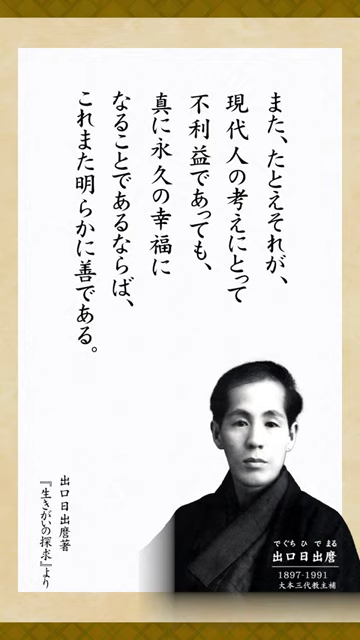 また、たとえそれが、
現代人の考えにとって
不利益であっても、
真に永久の幸福に
なることであるならば、
これまた明らかに善である。
出口日出麿著
『生きがいの探求』より
でぐち ひ で まる
出口日出麿
1897-1991
大本三代教主補